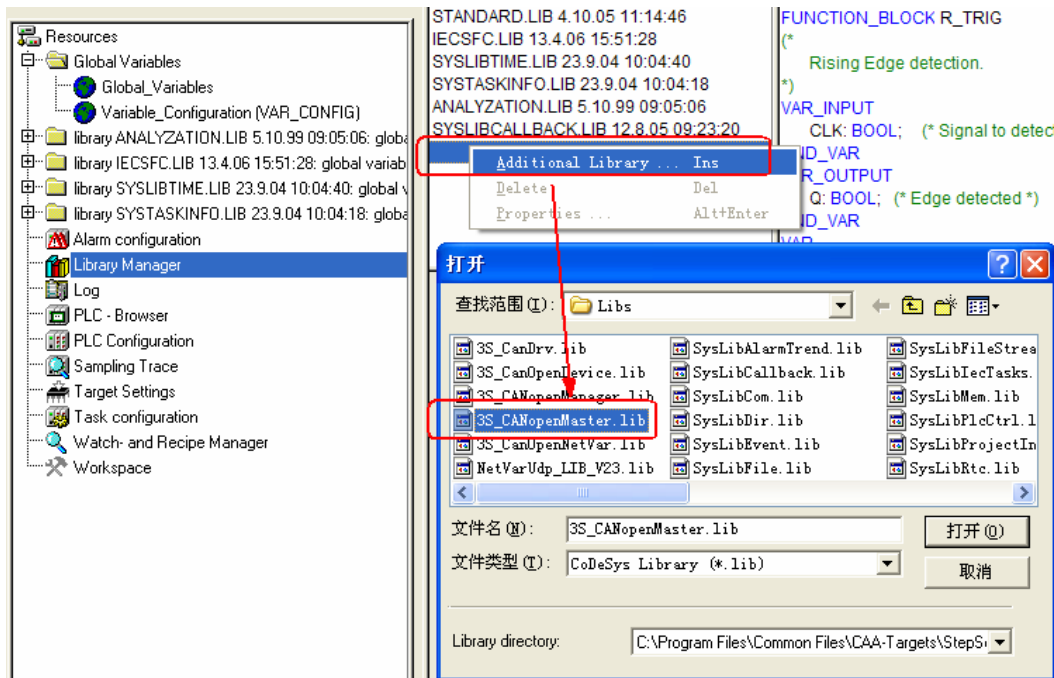 Resources
Global Variables
Global_Variables
Variable_Configuration (VAR_CONFIG)
library ANALYZATION.LIB 5.10.99 09:05:06: globa
library IECSFC.LIB 13.4.06 15:51:28: global variab
library SYSLIBTIME.LIB 23.9.04 10:04:40: global v
library SYSTASKINFO.LIB 23.9.04 10:04:18: globa
Alarm configuration
Library Manager
Log
PLC - Browser
PLC Configuration
Sampling Trace
Target Settings
Task configuration
Watch- and Recipe Manager
Workspace
STANDARD.LIB 4.10.05 11:14:46
IECSFC.LIB 13.4.06 15:51:28
SYSLIBTIME.LIB 23.9.04 10:04:40
SYSTASKINFO.LIB 23.9.04 10:04:18
ANALYZATION.LIB 5.10.99 09:05:06
SYSLIBCALLBACK.LIB 12.8.05 09:23:20
Additional Library ... Ins
Delete Del
Properties ... Alt+Enter
FUNCTION_BLOCK R_TRIG
(*
Rising Edge detection.
*)
VAR_INPUT
CLK: BOOL; (* Signal to detec
ND_VAR
R_OUTPUT
Q: BOOL; (* Edge detected *)
ND_VAR
VAR
打开
查找范围(I): Libs
3S_CanDrv.lib SysLibAlarmTrend.lib SysLibFileStrea
3S_CanOpenDevice.lib SysLibCallback.lib SysLibIecTasks.
3S_CANopenManager.lib SysLibCom.lib SysLibMem.lib
3S_CANopenMaster.lib SysLibDir.lib SysLibPlcCtrl.l
3S_CanOpenNetVar.lib SysLibEvent.lib SysLibProjectIn
NetVarUdp_LIB_V23.lib SysLibFile.lib SysLibRtc.lib
文件名(N): 3S_CANopenMaster.lib 打开(O)
文件类型(T): CoDeSys Library (*.lib) 取消
Library directory: C:\Program Files\Common Files\CAA-Targets\StepS